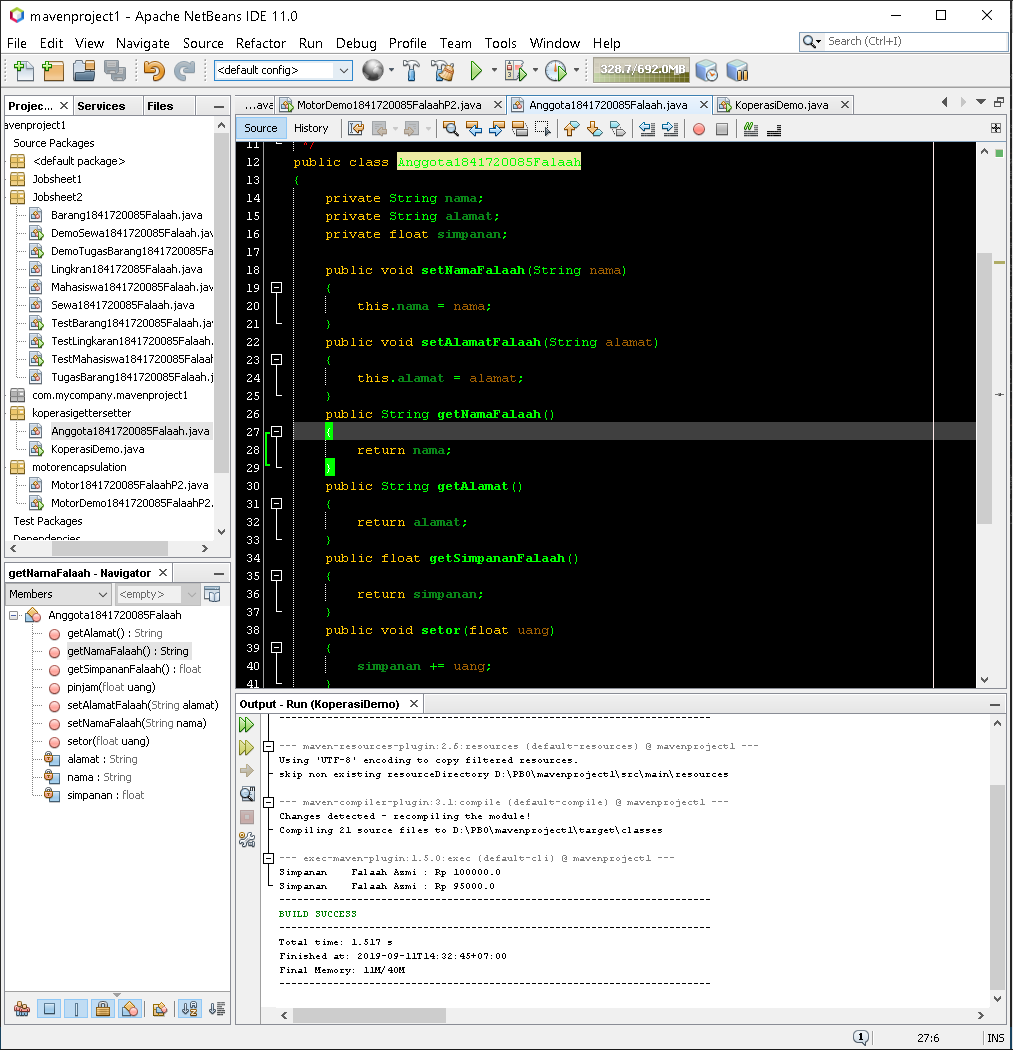 mavenproject1 - Apache NetBeans IDE 11.0
File Edit View Navigate Source Refactor Run Debug Profile Team Tools Window Help
Search (Ctrl+I)
<default config>
328.7/692.0MB
Projec... Services Files
avenproject1
Source Packages
<default package>
Jobsheet1
Jobsheet2
Barang1841720085Falaah.java
DemoSewa1841720085Falaah.jav
DemoTugasBarang1841720085Fa
Lingkran1841720085Falaah.java
Mahasiswa1841720085Falaah.jav
Sewa1841720085Falaah.java
TestBarang1841720085Falaah.jav
TestLingkaran1841720085Falaah.
TestMahasiswa1841720085Falaah
TugasBarang1841720085Falaah.j
com.mycompany.mavenproject1
koperasigettersetter
Anggota1841720085Falaah.java
KoperasiDemo.java
motorencapsulation
Motor1841720085FalaahP2.java
MotorDemo1841720085FalaahP2.
Test Packages
Dependencies
getNamaFalaah - Navigator
Members <empty>
Anggota1841720085Falaah
getAlamat() : String
getNamaFalaah() : String
getSimpananFalaah() : float
pinjam(float uang)
setAlamatFalaah(String alamat)
setNamaFalaah(String nama)
setor(float uang)
alamat : String
nama : String
simpanan : float
...ava MotorDemo1841720085FalaahP2.java Anggota1841720085Falaah.java KoperasiDemo.java
Source History
11 */
12 public class Anggota1841720085Falaah
13 {
14 private String nama;
15 private String alamat;
16 private float simpanan;
17
18 public void setNamaFalaah(String nama)
19 {
20 this.nama = nama;
21 }
22 public void setAlamatFalaah(String alamat)
23 {
24 this.alamat = alamat;
25 }
26 public String getNamaFalaah()
27 {
28 return nama;
29 }
30 public String getAlamat()
31 {
32 return alamat;
33 }
34 public float getSimpananFalaah()
35 {
36 return simpanan;
37 }
38 public void setor(float uang)
39 {
40 simpanan += uang;
41 }
Output - Run (KoperasiDemo)
------------------------------------------------------------------------
--- maven-resources-plugin:2.6:resources (default-resources) @ mavenproject1 ---
Using 'UTF-8' encoding to copy filtered resources.
skip non existing resourceDirectory D:\PBO\mavenproject1\src\main\resources
--- maven-compiler-plugin:3.1:compile (default-compile) @ mavenproject1 ---
Changes detected - recompiling the module!
Compiling 21 source files to D:\PBO\mavenproject1\target\classes
--- exec-maven-plugin:1.5.0:exec (default-cli) @ mavenproject1 ---
Simpanan Falaah Azmi : Rp 100000.0
Simpanan Falaah Azmi : Rp 95000.0
------------------------------------------------------------------------
BUILD SUCCESS
------------------------------------------------------------------------
Total time: 1.517 s
Finished at: 2019-09-11T14:32:45+07:00
Final Memory: 11M/40M
------------------------------------------------------------------------
1 27:6 INS